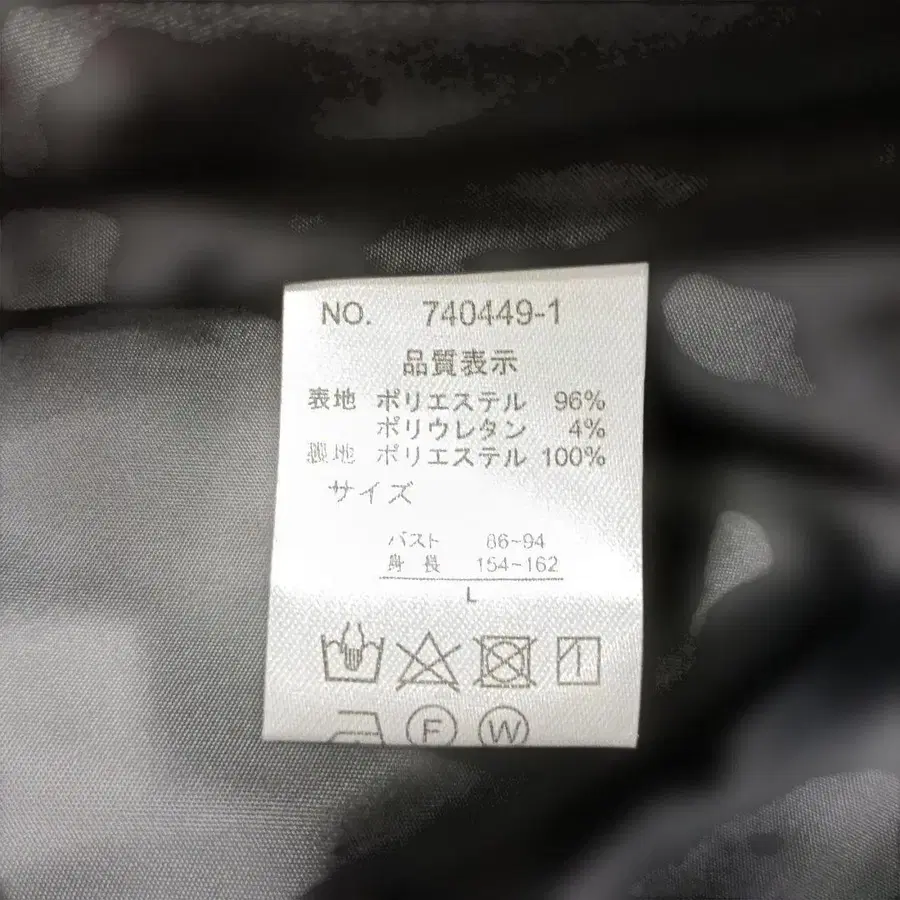 NO. 740449-1
品質表示
表地 ポリエステル 96%
ポリウレタン 4%
裏地 ポリエステル 100%
サイズ
バスト 86~94
身長 154~162
L
F W